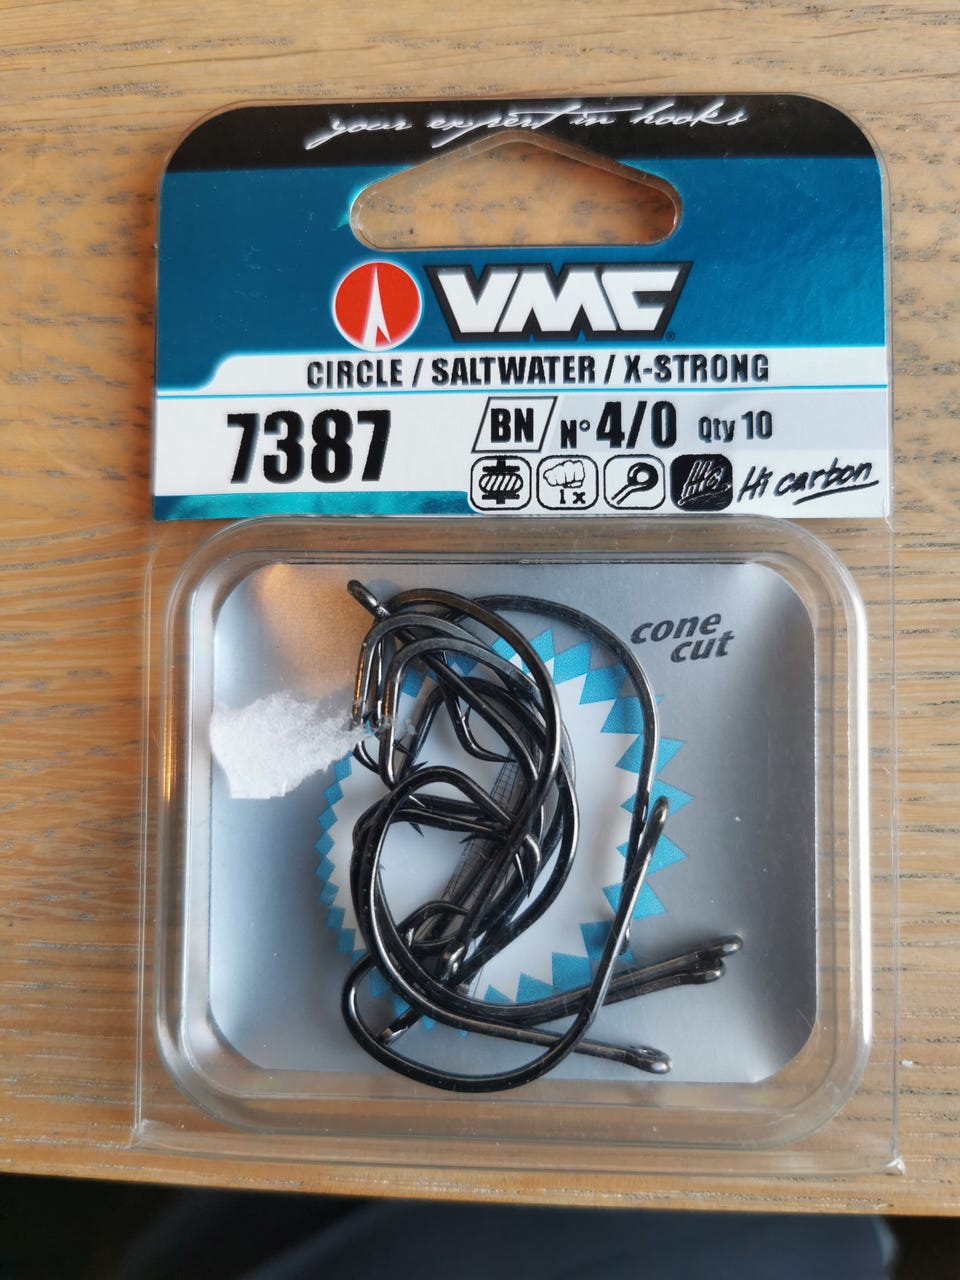 your expert in hooks
VMC®
CIRCLE / SALTWATER / X-STRONG
7387 BN N° 4/0 Qty 10
1x Hi carbon
cone
cut